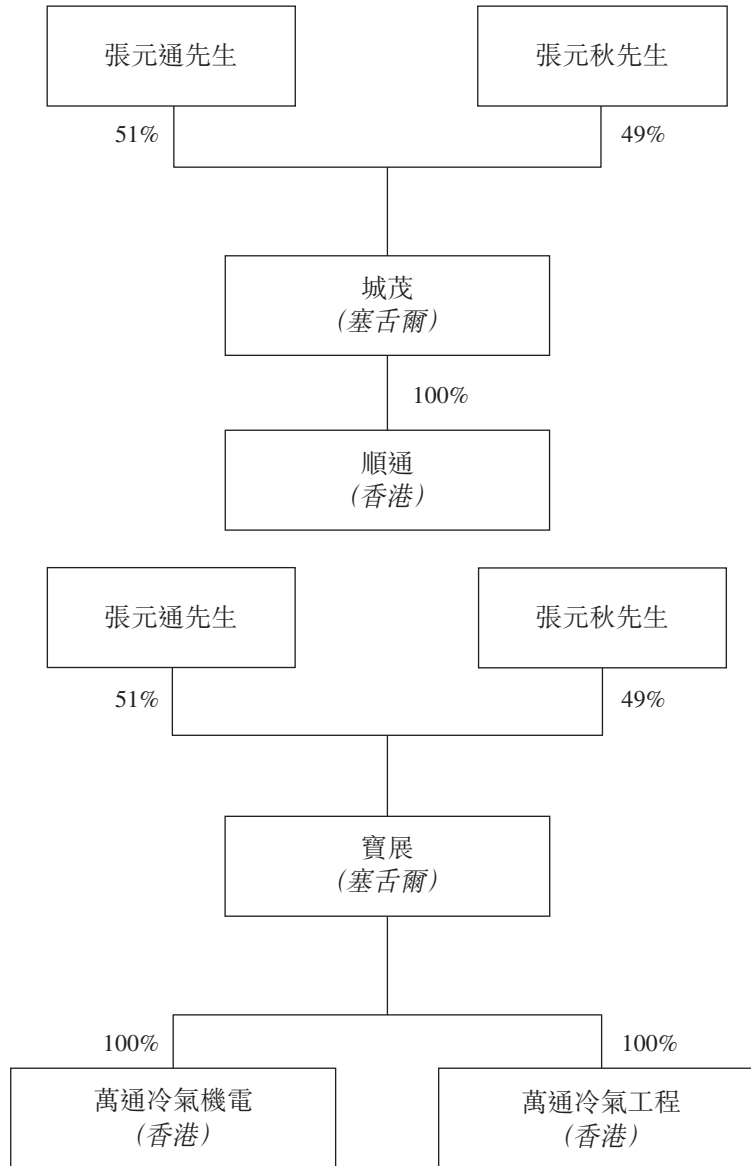 張元通先生
張元秋先生
51%
49%
城茂
(塞舌爾)
100%
順通
(香港)
張元通先生
張元秋先生
51%
49%
寶展
(塞舌爾)
100%
100%
萬通冷氣機電
(香港)
萬通冷氣工程
(香港)